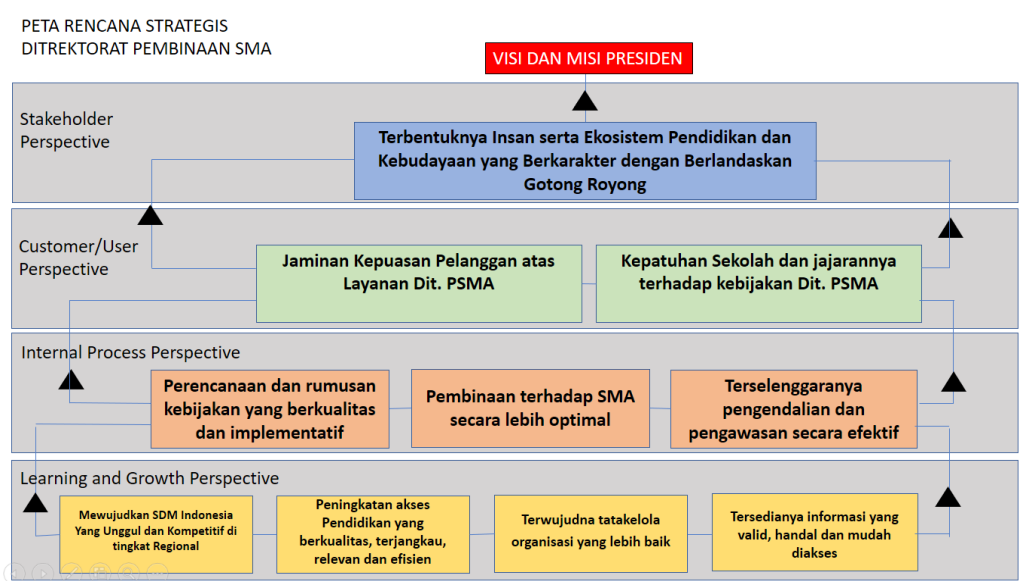 PETA RENCANA STRATEGIS
DITREKTORAT PEMBINAAN SMA
VISI DAN MISI PRESIDEN
Stakeholder
Perspective
Terbentuknya Insan serta Ekosistem Pendidikan dan
Kebudayaan yang Berkarakter dengan Berlandaskan
Gotong Royong
Customer/User
Perspective
Jaminan Kepuasan Pelanggan atas
Layanan Dit. PSMA
Kepatuhan Sekolah dan jajarannya
terhadap kebijakan Dit. PSMA
Internal Process Perspective
Perencanaan dan rumusan
kebijakan yang berkualitas
dan implementatif
Pembinaan terhadap SMA
secara lebih optimal
Terselenggaranya
pengendalian dan
pengawasan secara efektif
Learning and Growth Perspective
Mewujudkan SDM Indonesia
Yang Unggul dan Kompetitif di
tingkat Regional
Peningkatan akses
Pendidikan yang
berkualitas, terjangkau,
relevan dan efisien
Terwujudna tatakelola
organisasi yang lebih baik
Tersedianya informasi yang
valid, handal dan mudah
diakses